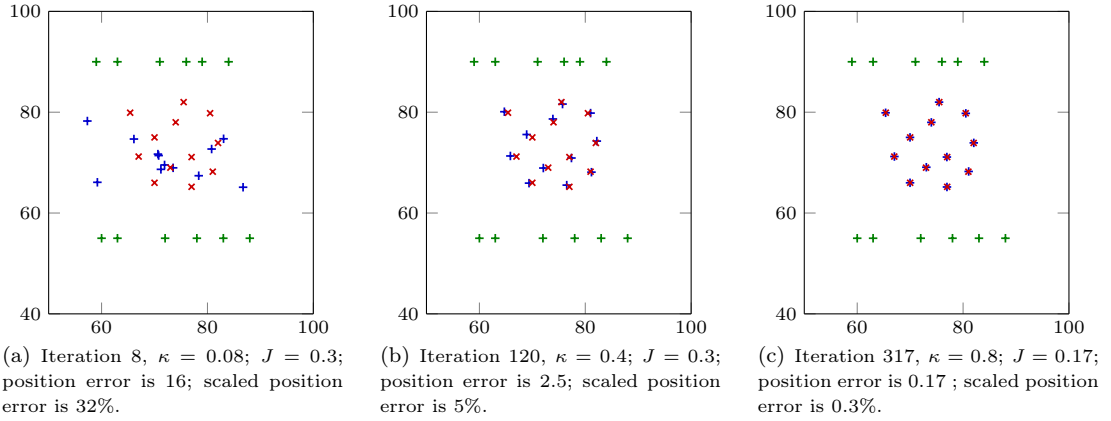 100
80
60
40
60 80 100
100
80
60
40
60 80 100
100
80
60
40
60 80 100
(a) Iteration 8, κ = 0.08; J = 0.3;
position error is 16; scaled position
error is 32%.
(b) Iteration 120, κ = 0.4; J = 0.3;
position error is 2.5; scaled position
error is 5%.
(c) Iteration 317, κ = 0.8; J = 0.17;
position error is 0.17 ; scaled position
error is 0.3%.